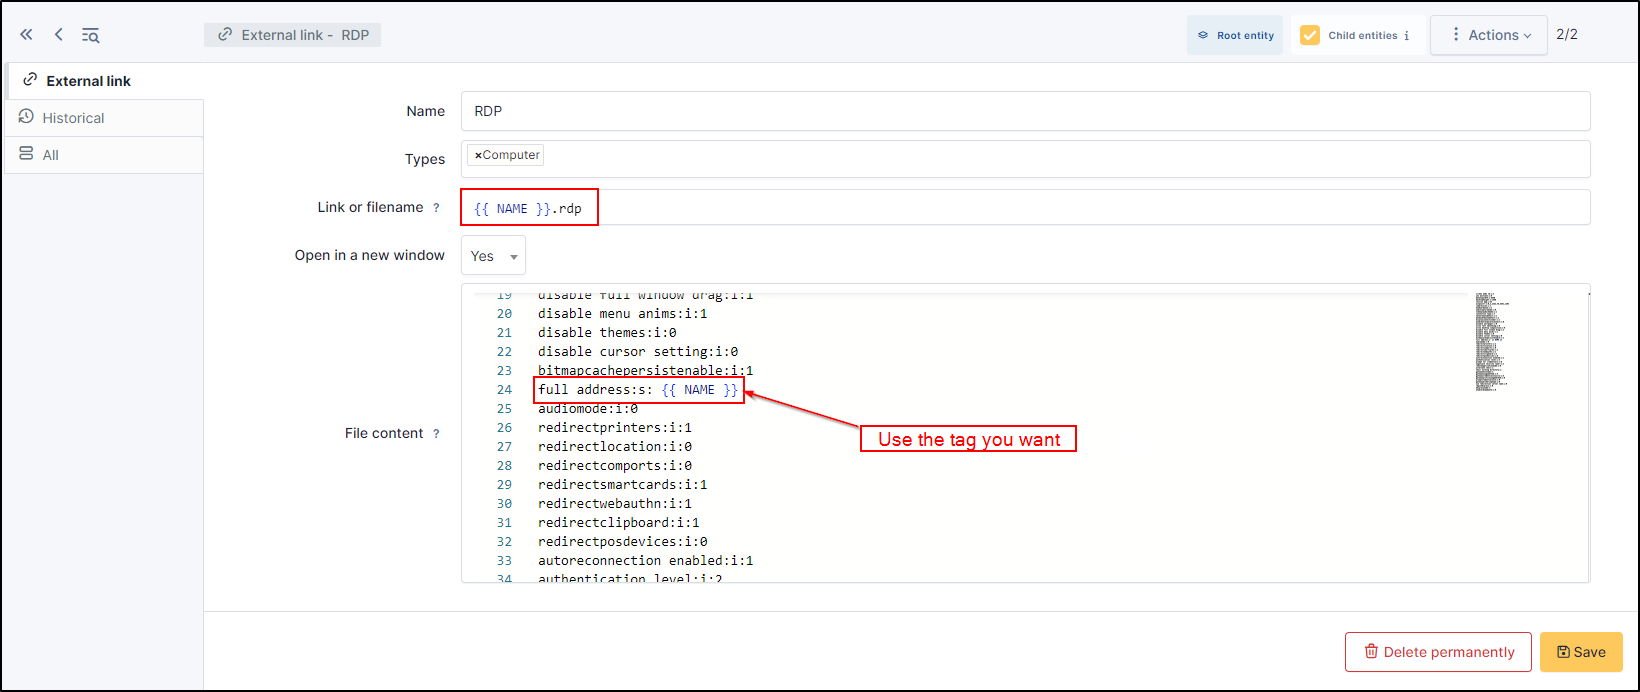 External link - RDP
Root entity
Child entities i
Actions
2/2
External link
Historical
All
Name
RDP
Types
×Computer
Link or filename ?
{{ NAME }}.rdp
Open in a new window
Yes
File content ?
19 disable full window drag:i:1
20 disable menu anims:i:1
21 disable themes:i:0
22 disable cursor setting:i:0
23 bitmapcachepersistenable:i:1
24 full address:s: {{ NAME }}
25 audiomode:i:0
26 redirectprinters:i:1
27 redirectlocation:i:0
28 redirectcomports:i:0
29 redirectsmartcards:i:1
30 redirectwebauthn:i:1
31 redirectclipboard:i:1
32 redirectposdevices:i:0
33 autoreconnection enabled:i:1
34 authentication level:i:2
Use the tag you want
Delete permanently
Save